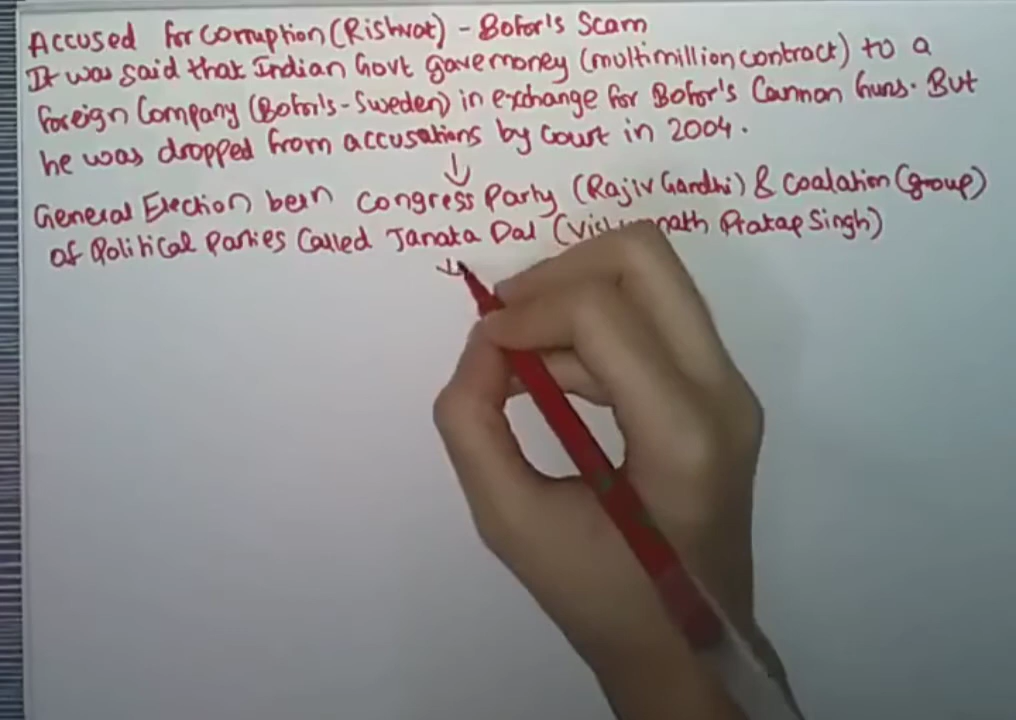 Accused for Corruption (Rishvat) - Bofor's Scam
It was said that Indian Govt gave money (multimillion contract) to a
foreign Company (Bofor's-Sweden) in exchange for Bofor's Cannon Guns. But
he was dropped from accusations by Court in 2004.
↓
General Election betn Congress Party (Rajiv Gandhi) & Coalation (group)
of Political Parties Called Janata Dal (Pratap Singh)